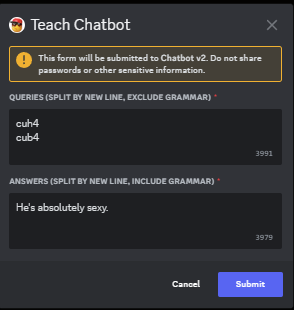 Teach Chatbot
This form will be submitted to Chatbot v2. Do not share
passwords or other sensitive information.
QUERIES (SPLIT BY NEW LINE, EXCLUDE GRAMMAR) *
cuh4
cub4
3991
ANSWERS (SPLIT BY NEW LINE, INCLUDE GRAMMAR) *
He's absolutely sexy.
3979
Cancel
Submit